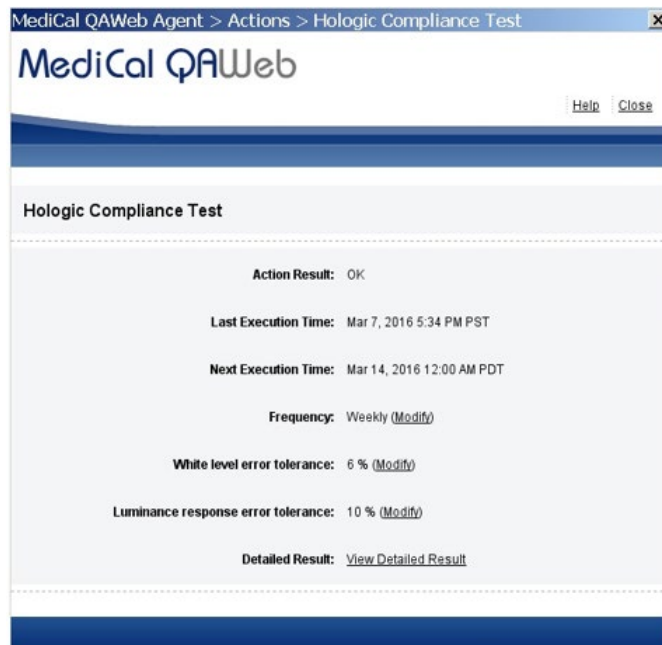 MediCal QAWeb Agent > Actions > Hologic Compliance Test
MediCal QAWeb
Help Close
Hologic Compliance Test
Action Result: OK
Last Execution Time: Mar 7, 2016 5:34 PM PST
Next Execution Time: Mar 14, 2016 12:00 AM PDT
Frequency: Weekly (Modify)
White level error tolerance: 6 % (Modify)
Luminance response error tolerance: 10 % (Modify)
Detailed Result: View Detailed Result